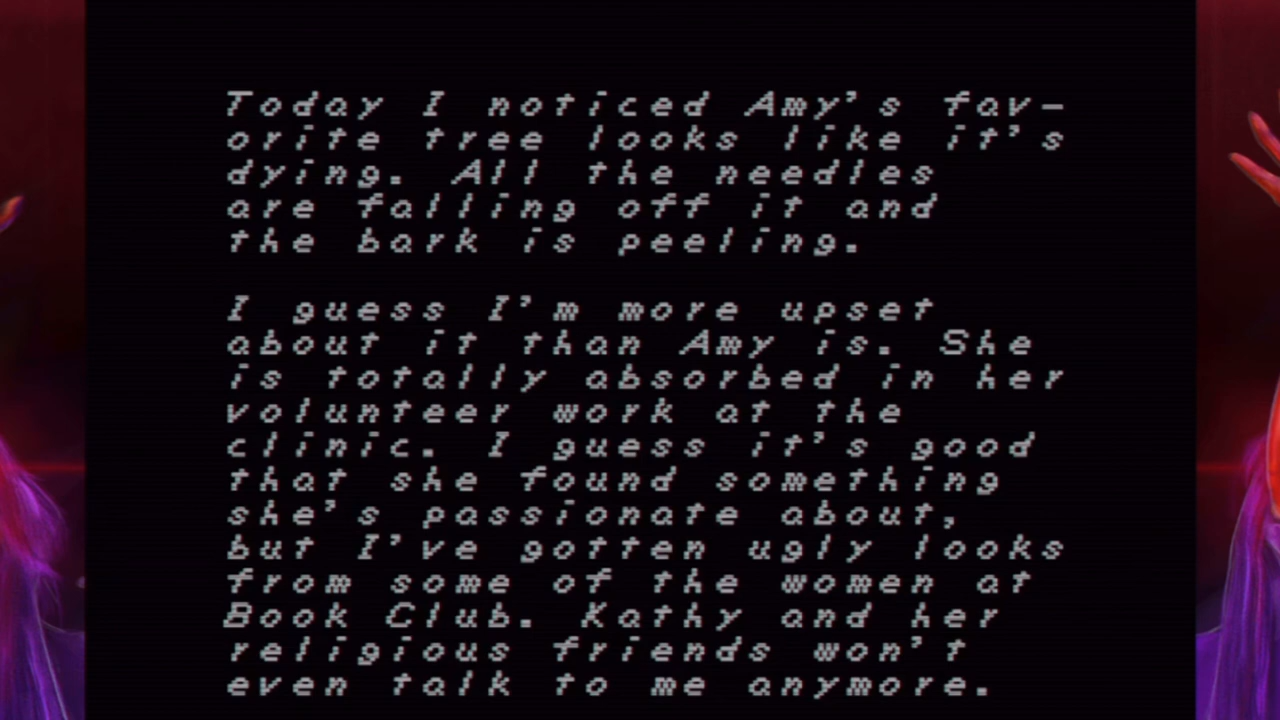 Today I noticed Amy's fav-
orite tree looks like it's
dying. All the needles
are falling off it and
the bark is peeling.
I guess I'm more upset
about it than Amy is. She
is totally absorbed in her
volunteer work at the
clinic. I guess it's good
that she found something
she's passionate about,
but I've gotten ugly looks
from some of the women at
Book Club. Kathy and her
religious friends won't
even talk to me anymore.